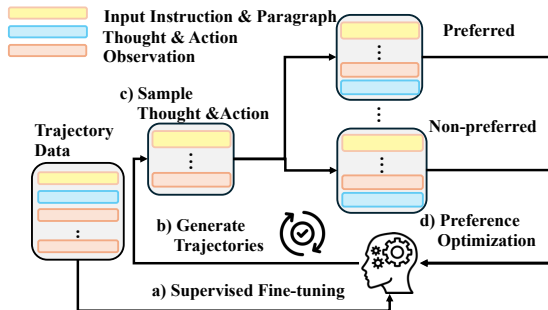 Input Instruction & Paragraph
Thought & Action
Observation
Preferred
c) Sample
Thought &Action
Trajectory
Data
Non-preferred
b) Generate
Trajectories
d) Preference
Optimization
a) Supervised Fine-tuning